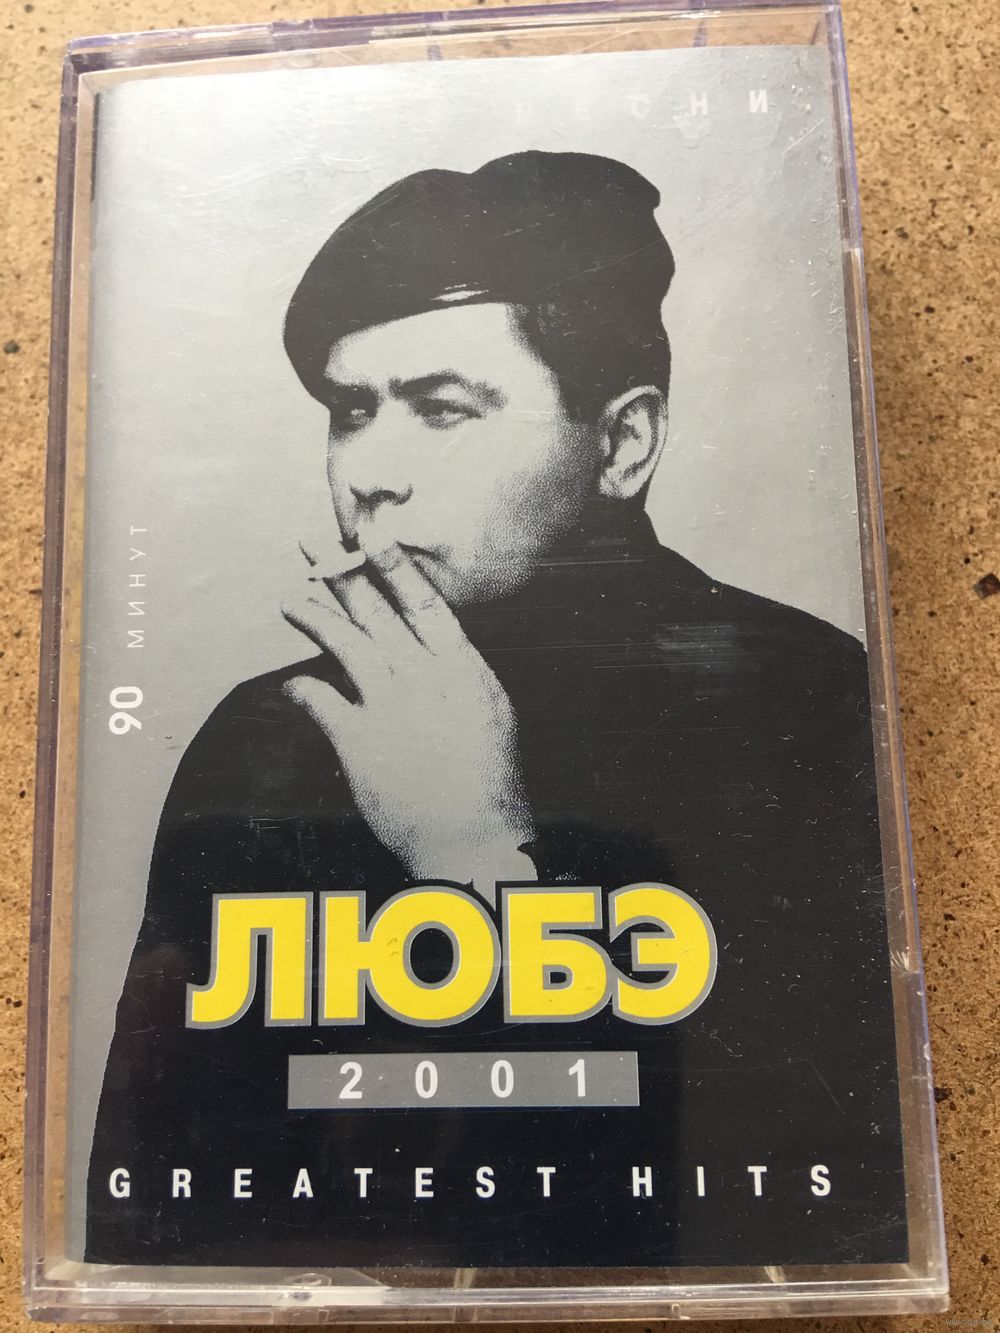 ПЕСНИ
90 МИНУТ
ЛЮБЭ
2001
GREATEST HITS